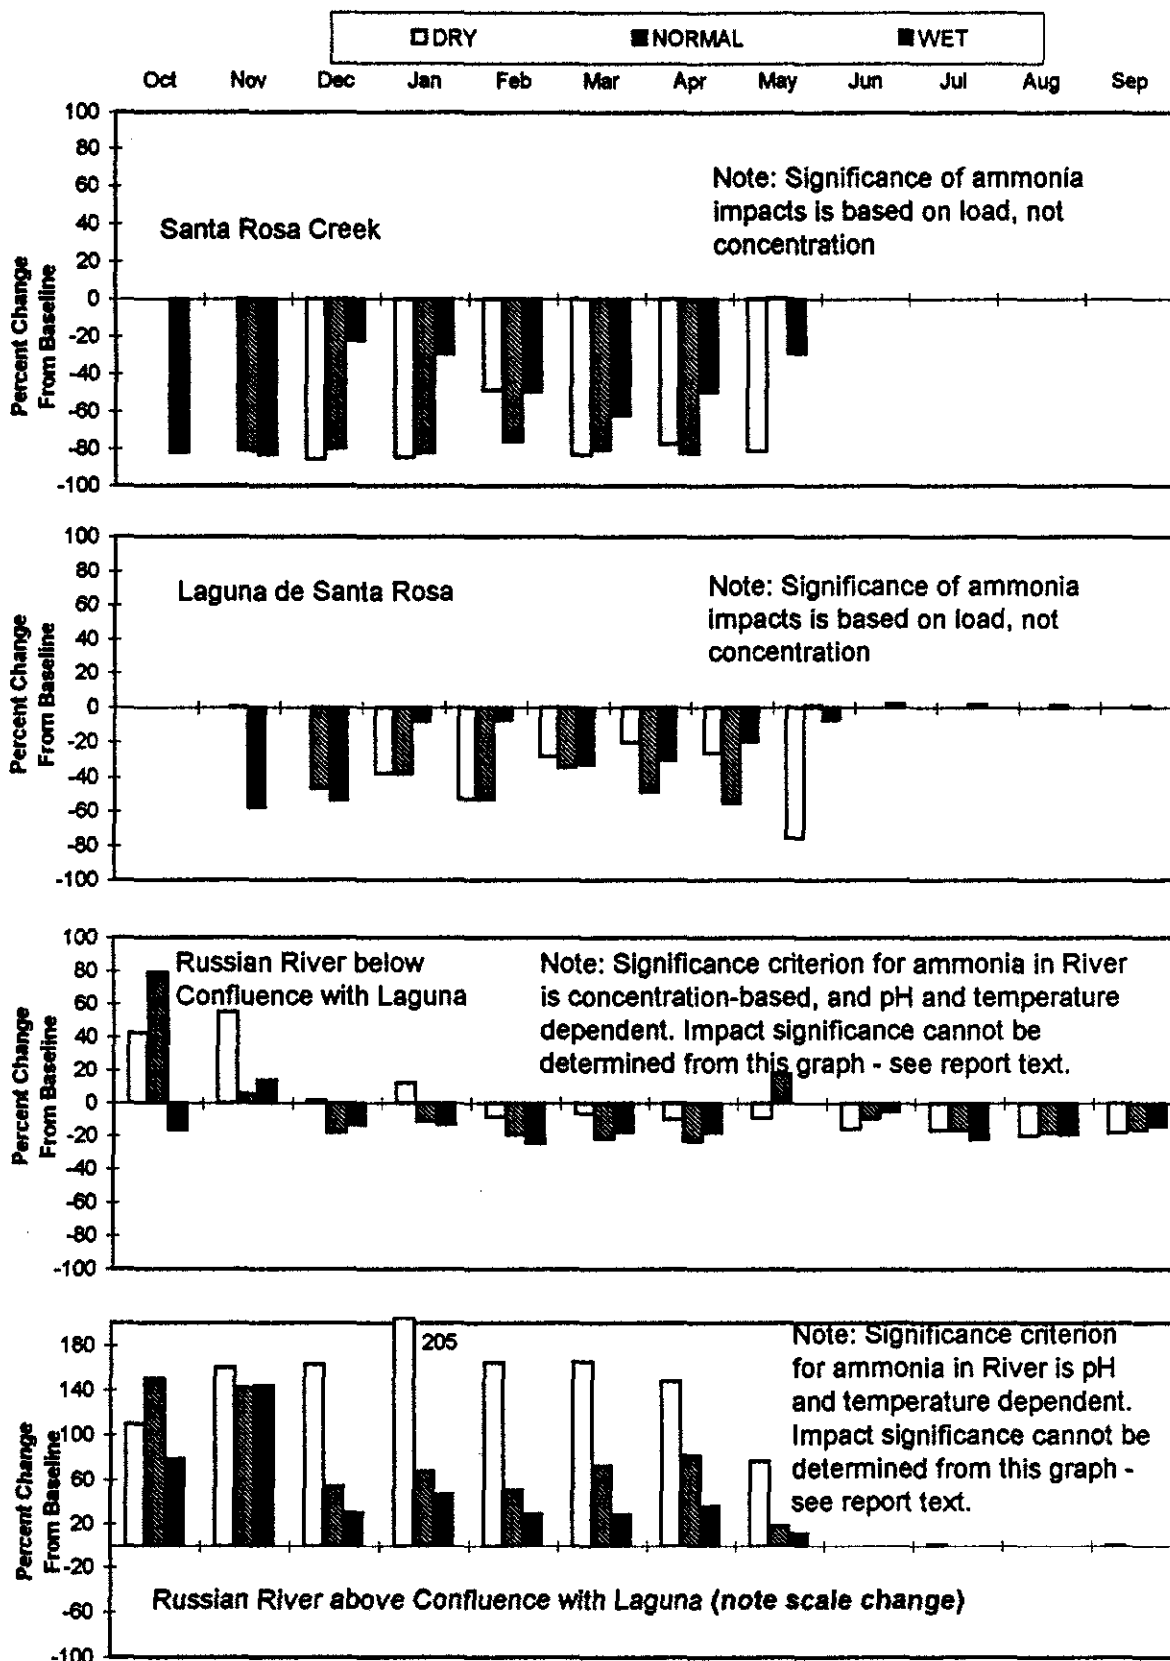 DRY NORMAL WET
Oct Nov Dec Jan Feb Mar Apr May Jun Jul Aug Sep
Percent Change
From Baseline
100
80
60
40
20
0
-20
-40
-60
-80
-100
Santa Rosa Creek
Note: Significance of ammonia
impacts is based on load, not
concentration
Percent Change
From Baseline
100
80
60
40
20
0
-20
-40
-60
-80
-100
Laguna de Santa Rosa
Note: Significance of ammonia
impacts is based on load, not
concentration
Percent Change
From Baseline
100
80
60
40
20
0
-20
-40
-60
-80
-100
Russian River below
Confluence with Laguna
Note: Significance criterion for ammonia in River
is concentration-based, and pH and temperature
dependent. Impact significance cannot be
determined from this graph - see report text.
Percent Change
From Baseline
180
140
100
60
20
-20
-60
-100
205
Note: Significance criterion
for ammonia in River is pH
and temperature dependent.
Impact significance cannot be
determined from this graph -
see report text.
Russian River above Confluence with Laguna (note scale change)